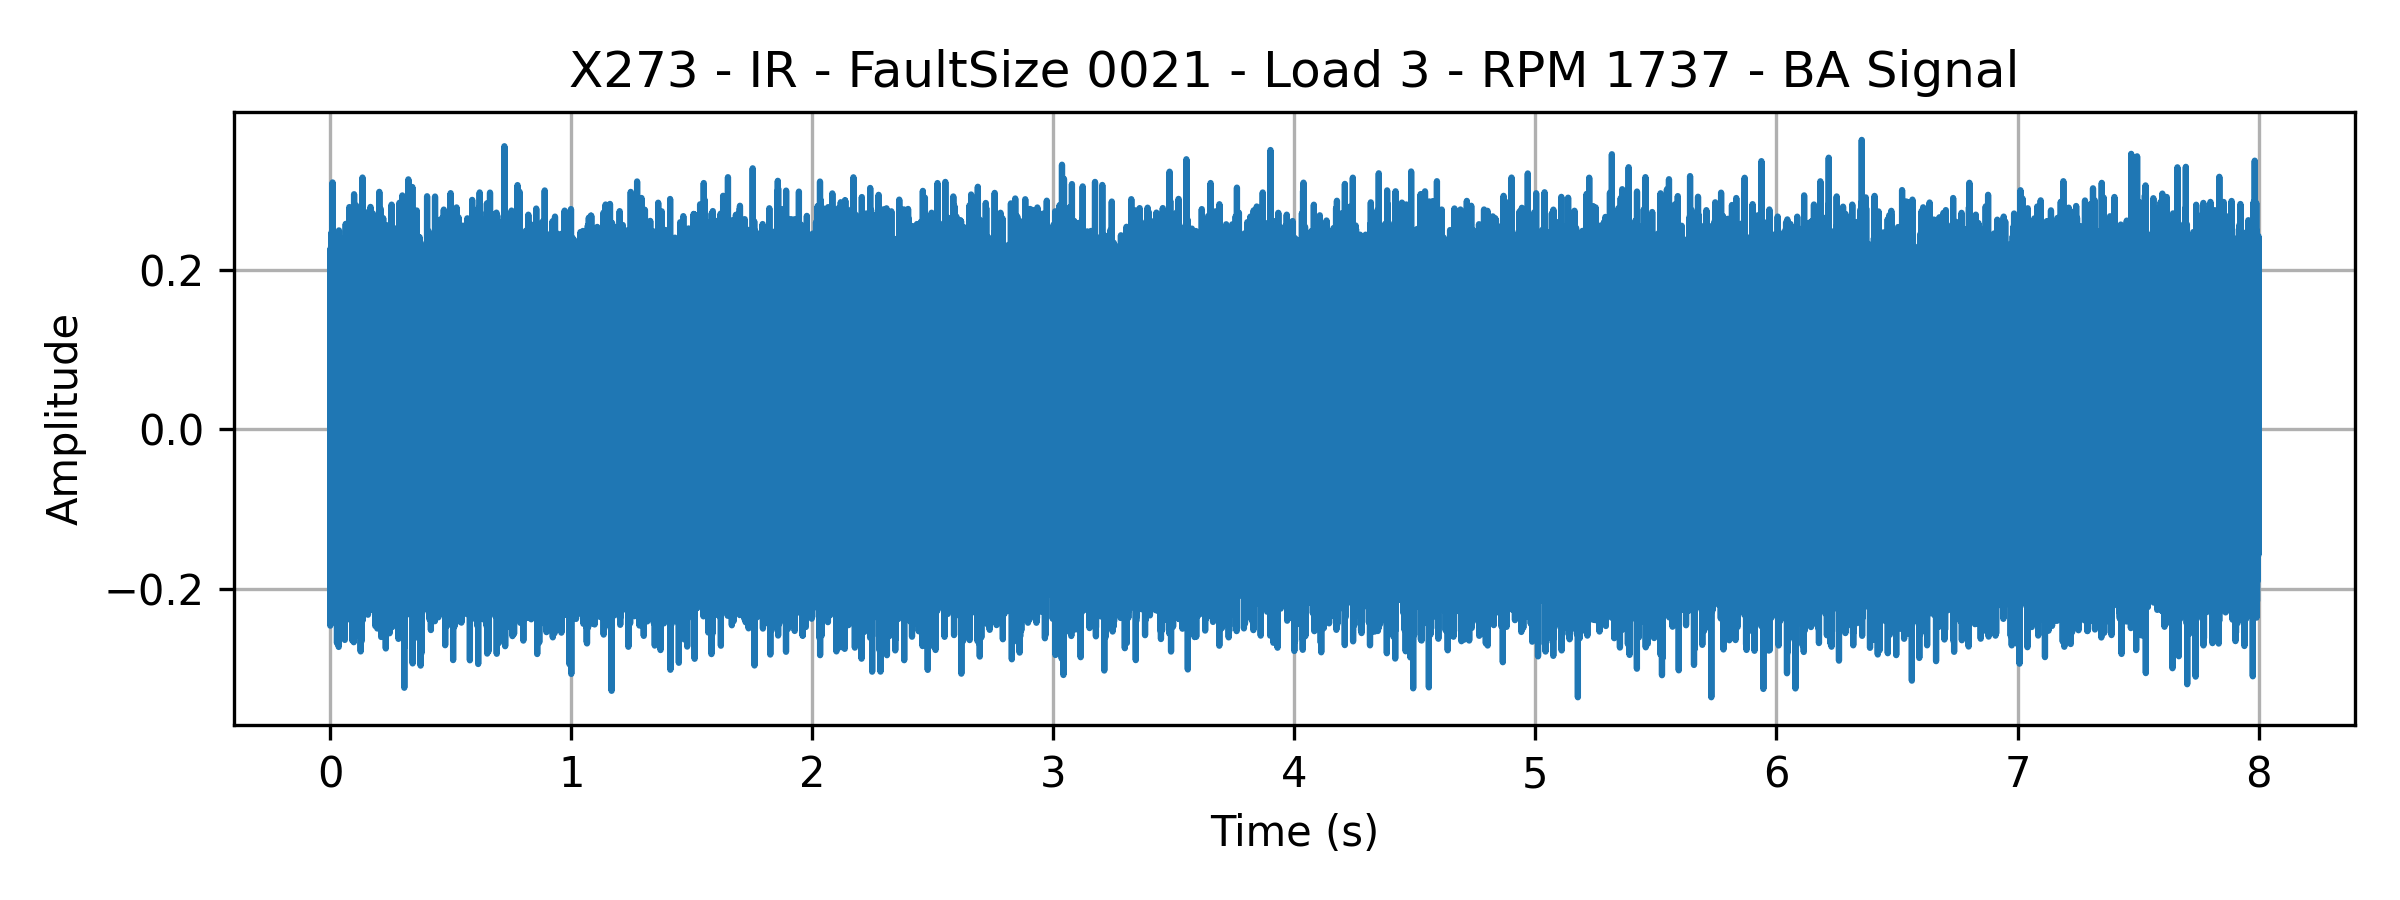 X273 - IR - FaultSize 0021 - Load 3 - RPM 1737 - BA Signal
Amplitude
0.2
0.0
−0.2
0 1 2 3 4 5 6 7 8
Time (s)